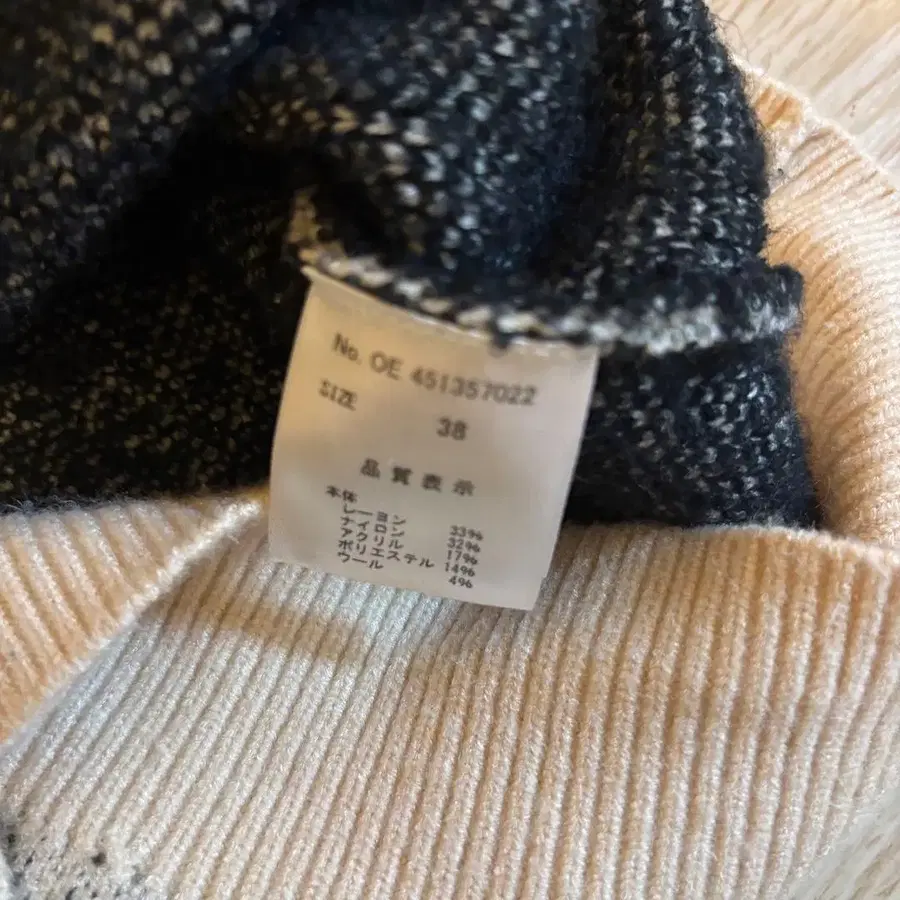 No. OE 451357022
SIZE 38
品質表示
本体
レーヨン 33%
ナイロン 32%
アクリル 17%
ポリエステル 14%
ウール 4%